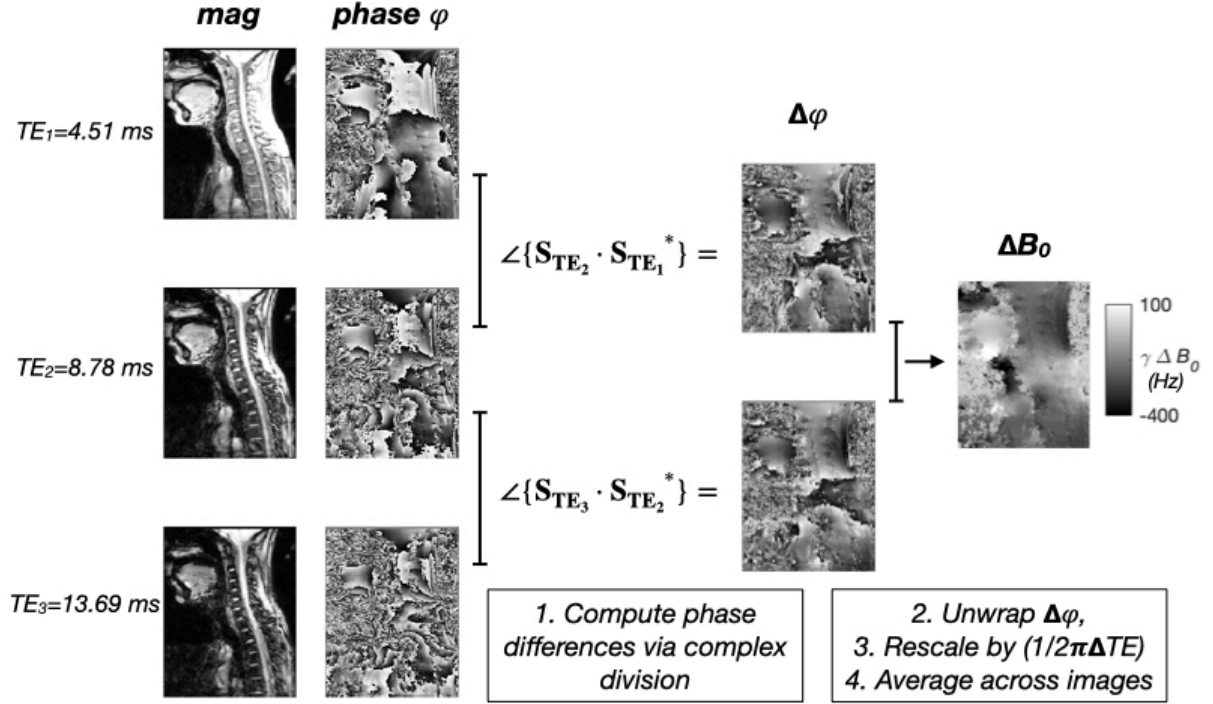 mag
phase φ
TE₁=4.51 ms
Δφ
∠{S_TE₂ · S_TE₁*} =
ΔB₀
100
γ Δ B₀
(Hz)
-400
TE₂=8.78 ms
∠{S_TE₃ · S_TE₂*} =
TE₃=13.69 ms
1. Compute phase
differences via complex
division
2. Unwrap Δφ,
3. Rescale by (1/2πΔTE)
4. Average across images